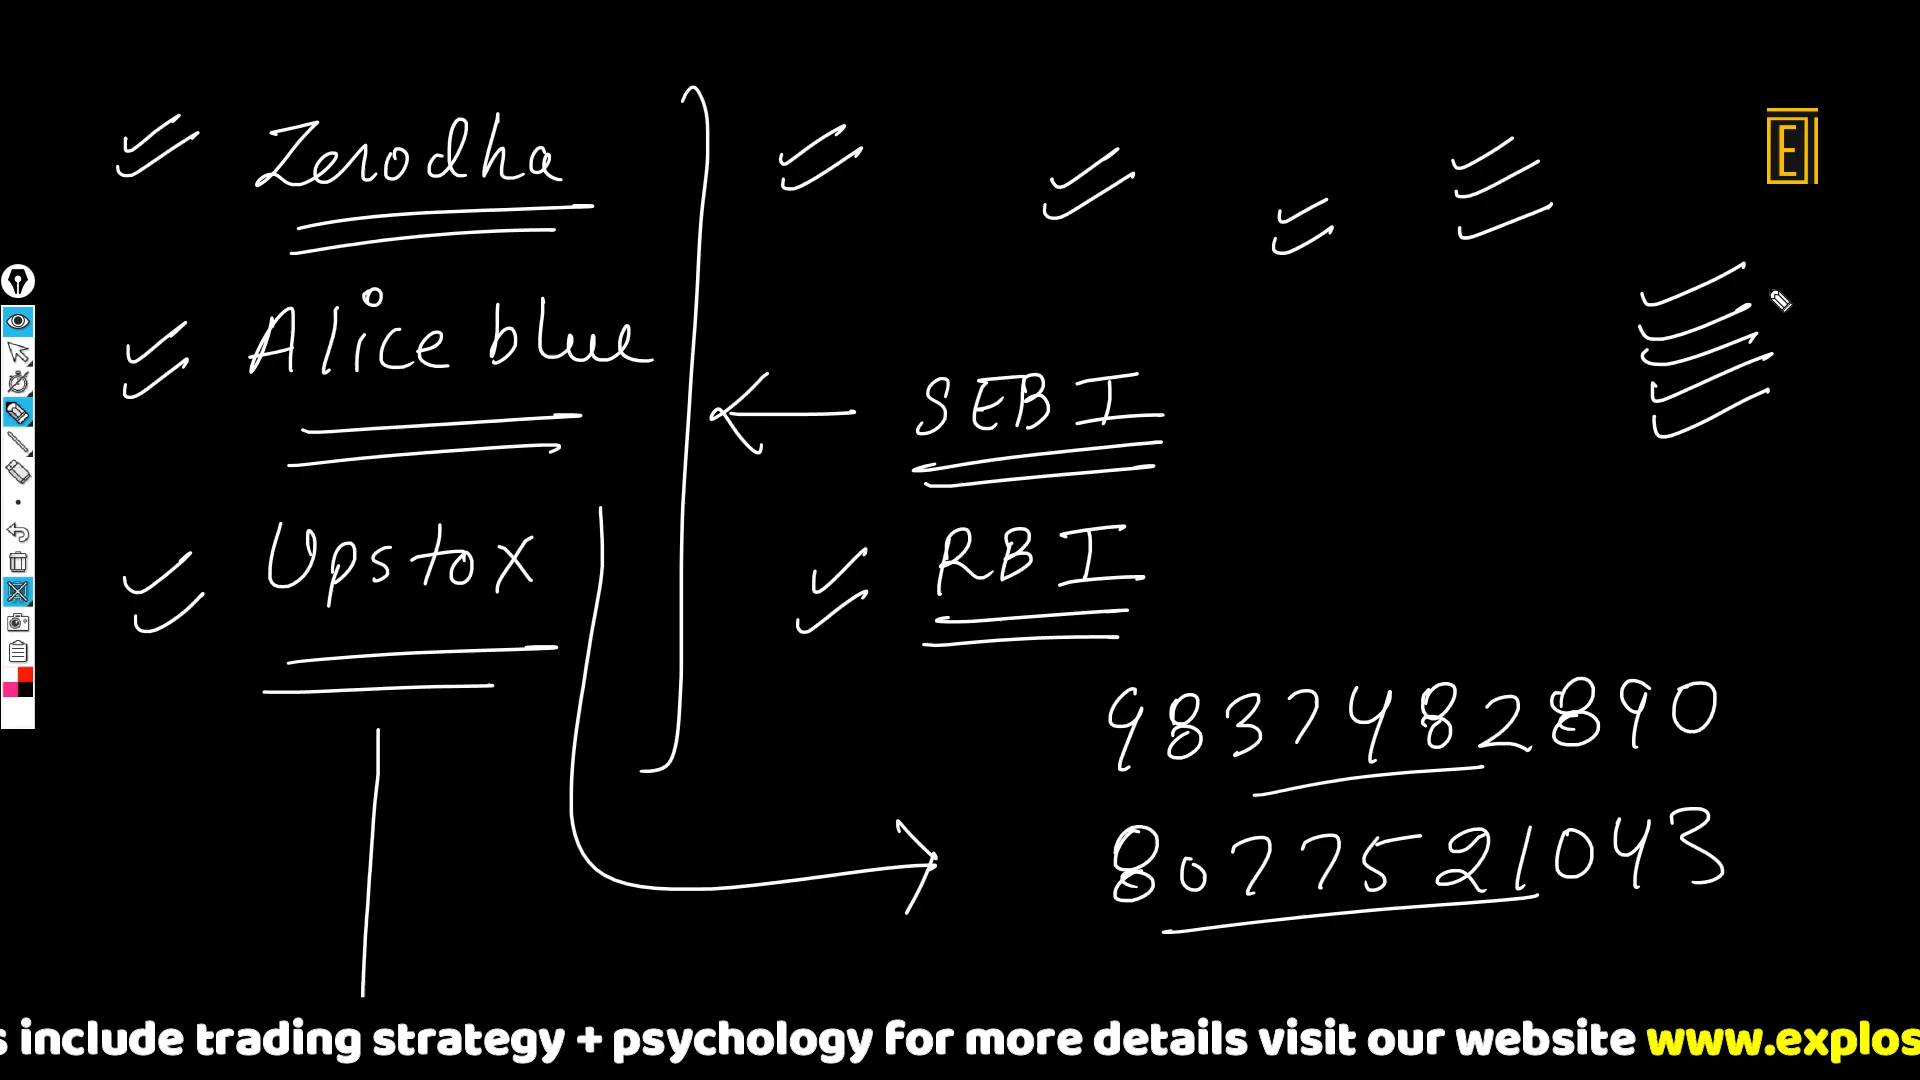 Zerodha
E
Alice blue
SEBI
Upstox
RBI
9837482890
8077521043
s include trading strategy + psychology for more details visit our website www.explos